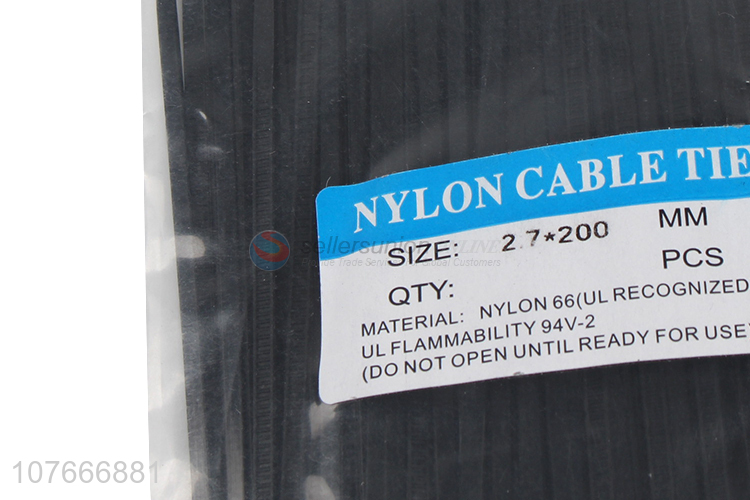 NYLON CABLE TIE
SIZE: 2.7*200 MM
QTY: PCS
MATERIAL: NYLON 66(UL RECOGNIZED
UL FLAMMABILITY 94V-2
(DO NOT OPEN UNTIL READY FOR USE
sellersunion
107666881